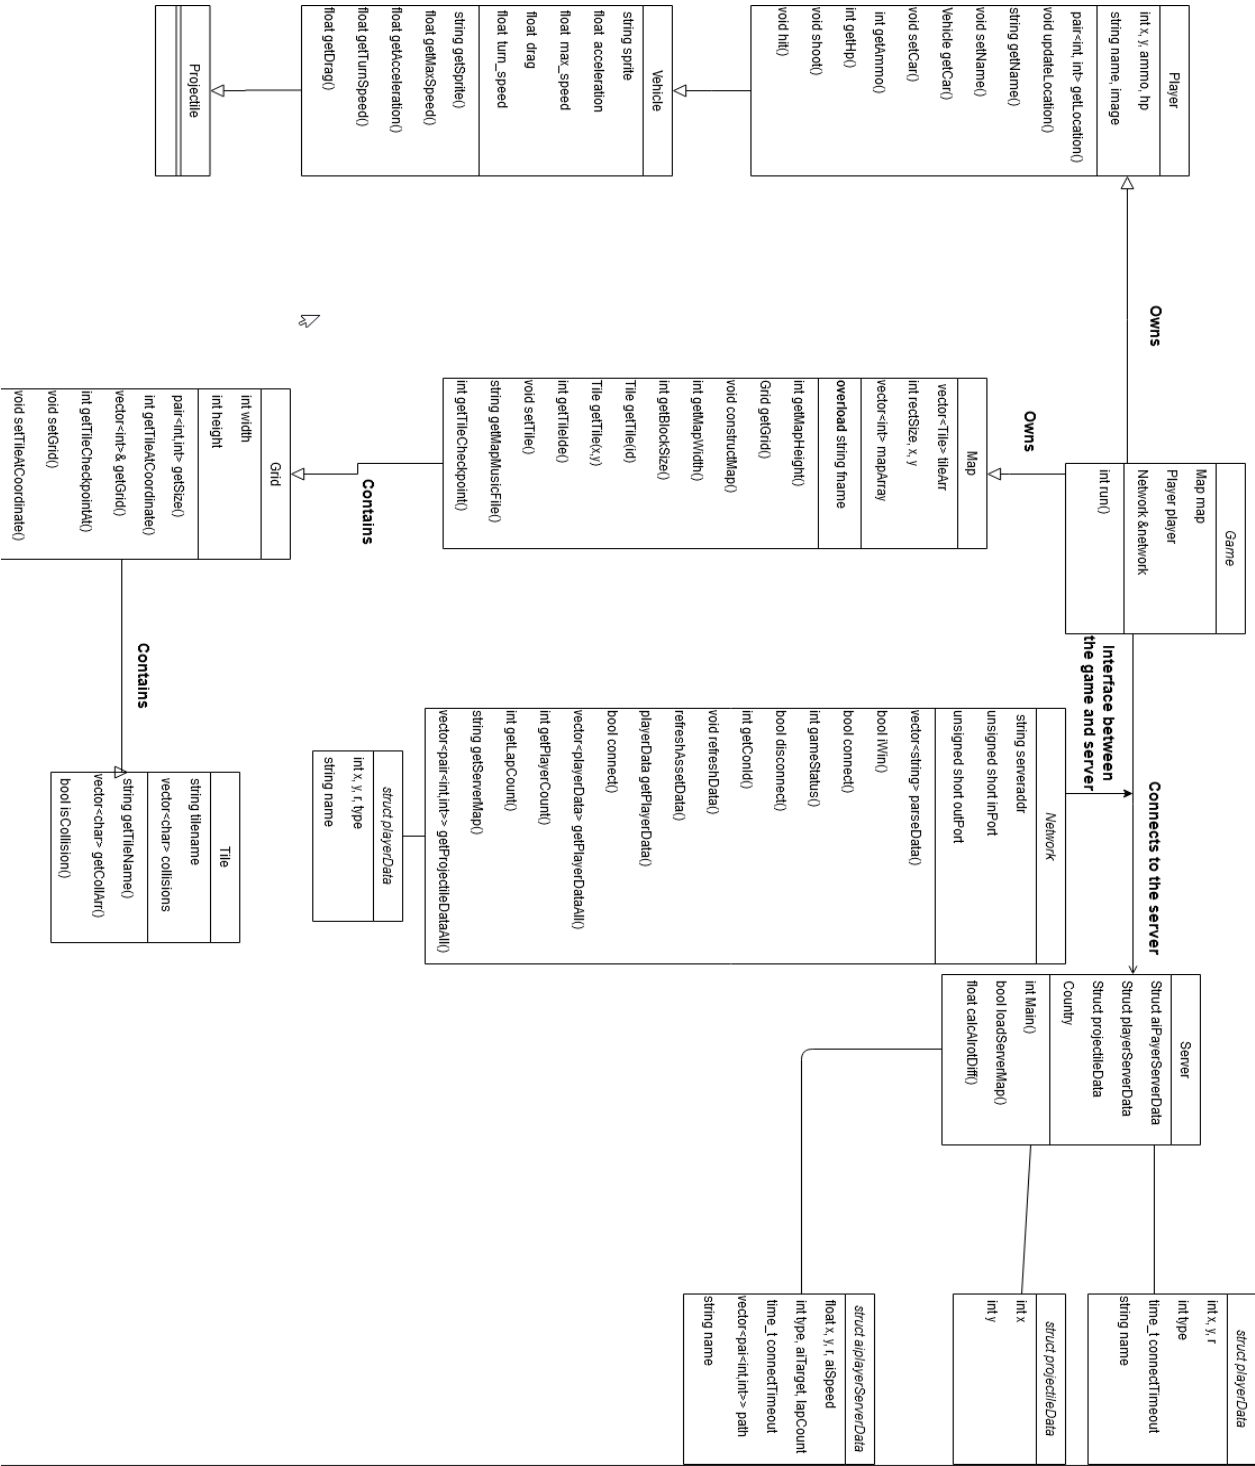 Player
int x, y, ammo, hp
string name, image
pair<int, int> getLocation()
void updateLocation()
string getName()
void setName()
Vehicle getCar()
void setCar()
int getAmmo()
int getHp()
void shoot()
void hit()
Vehicle
string sprite
float acceleration
float max_speed
float drag
float turn_speed
string getSprite()
float getMaxSpeed()
float getAcceleration()
float getTurnSpeed()
float getDrag()
Projectile
Owns
Owns
Game
Map map
Player player
Network &network
int run()
Map
vector<Tile> tileArr
int rectSize, x, y
vector<int> mapArray
overload string fname
int getMapHeight()
Grid getGrid()
void constructMap()
int getMapWidth()
int getBlockSize()
Tile getTile(id)
Tile getTile(x,y)
int getTileIde()
void setTile()
string getMapMusicFile()
int getTileCheckpoint()
Contains
Grid
int width
int height
pair<int,int> getSize()
int getTileAtCoordinate()
vector<int>& getGrid()
int getTileCheckpointAt()
void setGrid()
void setTileAtCoordinate()
Contains
Tile
string tilename
vector<char> collisions
string getTileName()
vector<char> getCollArr()
bool isCollision()
Interface between
the game and server
Connects to the server
Network
string serveraddr
unsigned short inPort
unsigned short outPort
vector<string> parseData()
bool iWin()
bool connect()
int gameStatus()
bool disconnect()
int getConId()
void refreshData()
refreshAssetData()
playerData getPlayerData()
bool connect()
vector<playerData> getPlayerDataAll()
int getPlayerCount()
int getLapCount()
string getServerMap()
vector<pair<int,int>> getProjectileDataAll()
struct playerData
int x, y, r, type
string name
Server
Struct aiPayerServerData
Struct playerServerData
Struct projectileData
Country
int Main()
bool loadServerMap()
float calcAIrotDiff()
struct playerData
int x, y, r
int type
time_t connectTimeout
string name
struct projectileData
int x
int y
struct aiplayerServerData
float x, y, r, aiSpeed
int type, aiTarget, lapCount
time_t connectTimeout
vector<pai<int,int>> path
string name